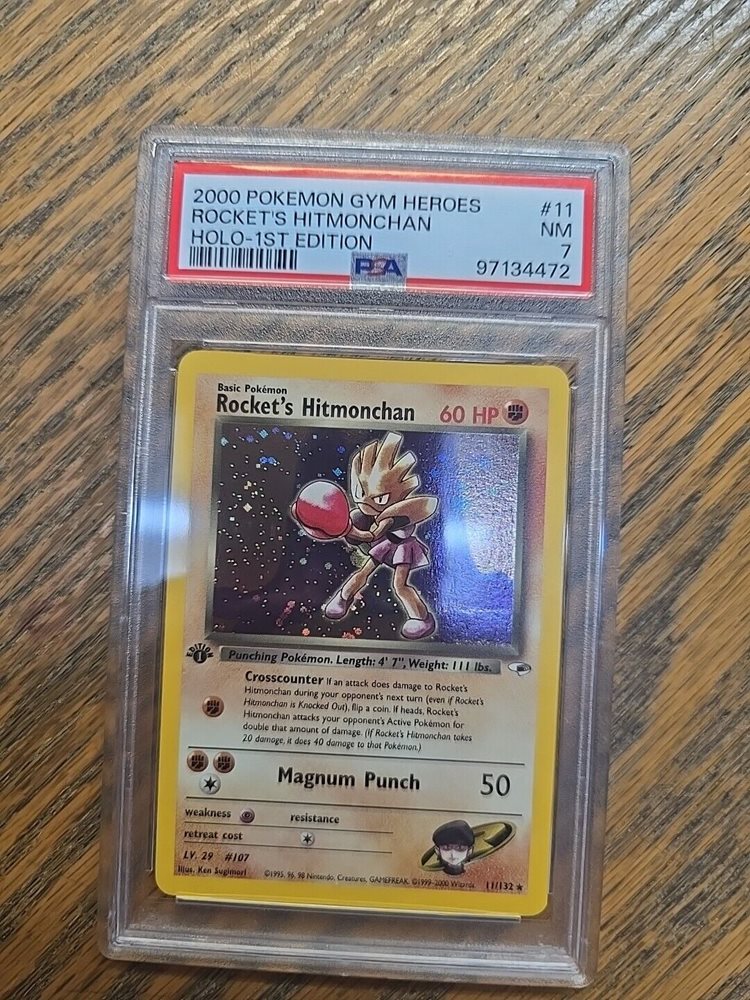 2000 POKEMON GYM HEROES #11
ROCKET'S HITMONCHAN NM
HOLO-1ST EDITION 7
PSA 97134472
Basic Pokémon
Rocket's Hitmonchan 60 HP
EDITION
1
Punching Pokémon. Length: 4' 7", Weight: 111 lbs.
Crosscounter If an attack does damage to Rocket's
Hitmonchan during your opponent's next turn (even if Rocket's
Hitmonchan is Knocked Out), flip a coin. If heads, Rocket's
Hitmonchan attacks your opponent's Active Pokémon for
double that amount of damage. (If Rocket's Hitmonchan takes
20 damage, it does 40 damage to that Pokémon.)
Magnum Punch 50
weakness resistance
retreat cost
LV. 29 #107
Illus. Ken Sugimori ©1995, 96, 98 Nintendo, Creatures, GAMEFREAK. ©1999-2000 Wizards. 11/132 ★